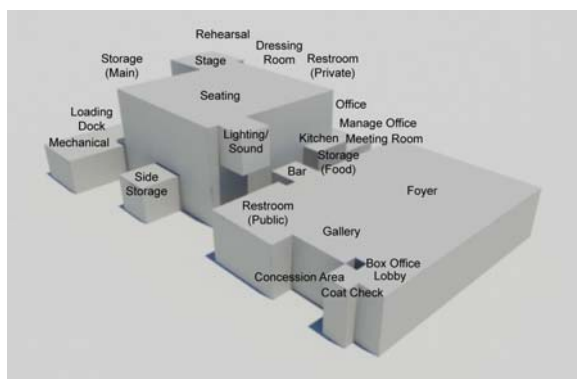 Rehearsal
Stage
Dressing
Room
Restroom
(Private)
Storage
(Main)
Seating
Office
Loading
Dock
Mechanical
Lighting/
Sound
Kitchen
Manage Office
Meeting Room
Storage
(Food)
Bar
Side
Storage
Foyer
Restroom
(Public)
Gallery
Box Office
Lobby
Concession Area
Coat Check